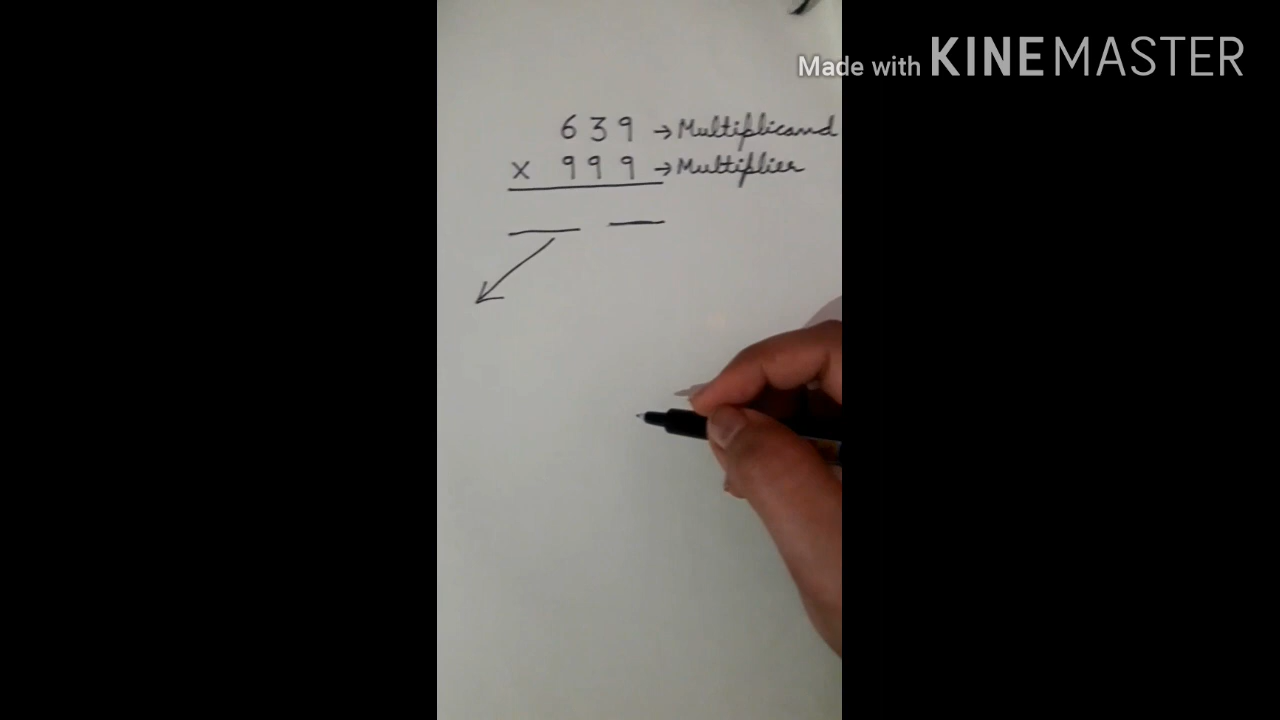 Made with KINEMASTER
639 → Multiplicand
x 999 → Multiplier